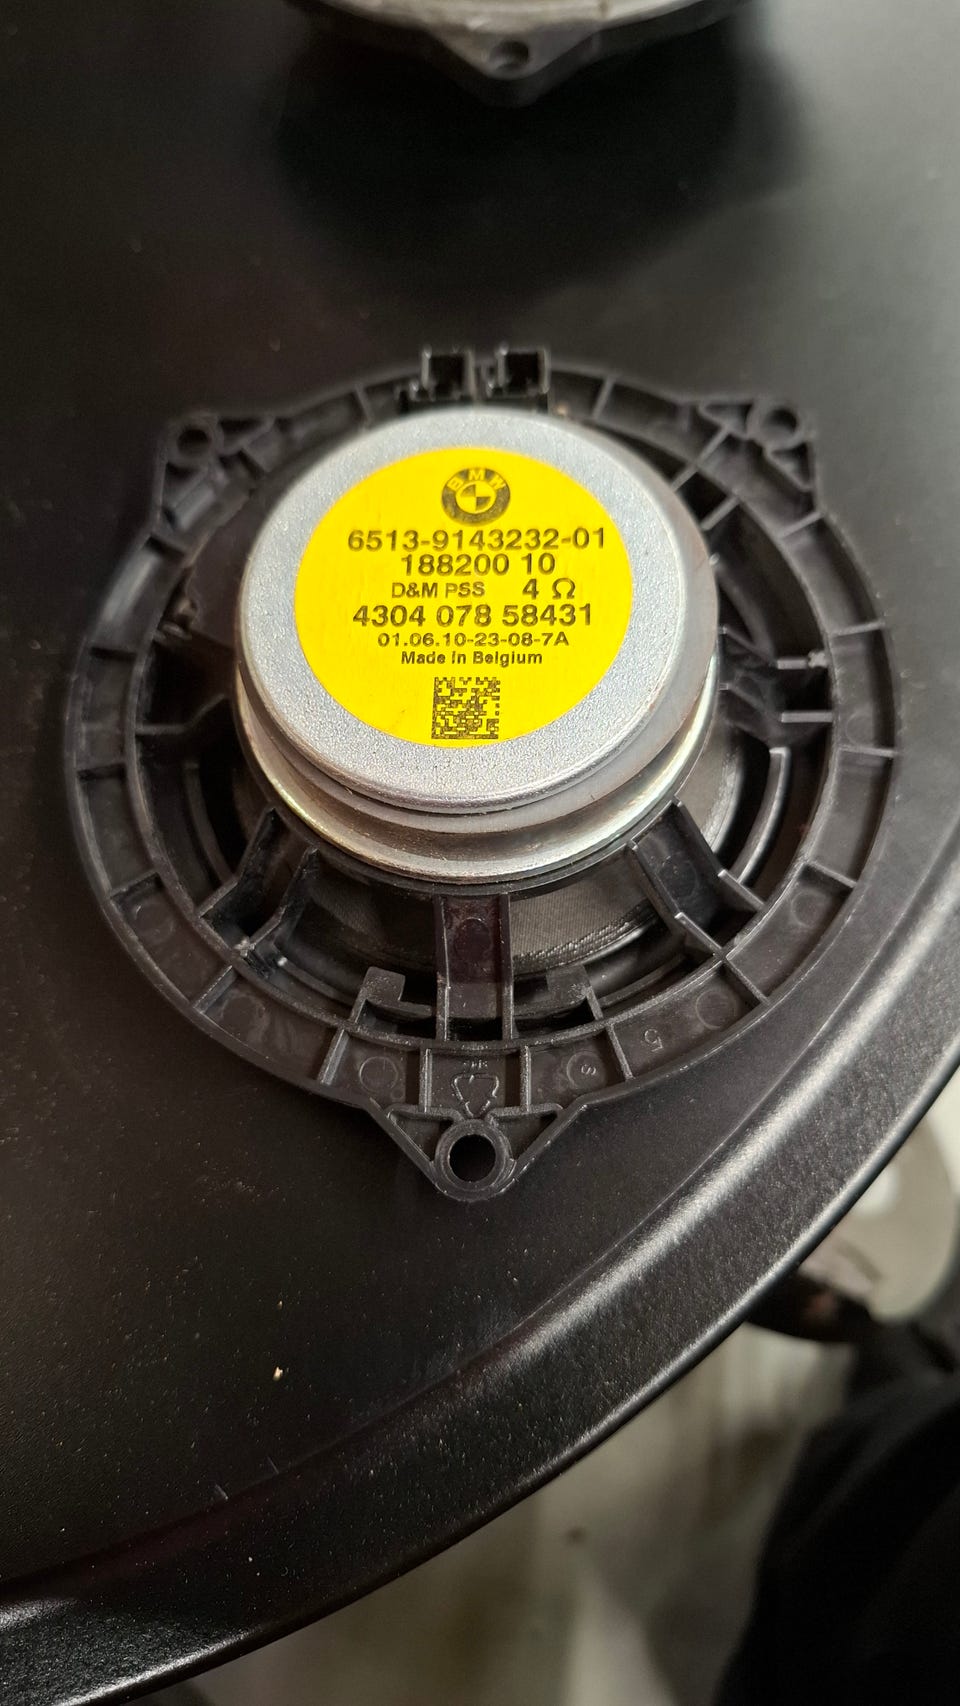 BMW
6513-9143232-01
188200 10
D&M PSS 4 Ω
4304 078 58431
01.06.10-23-08-7A
Made in Belgium
5